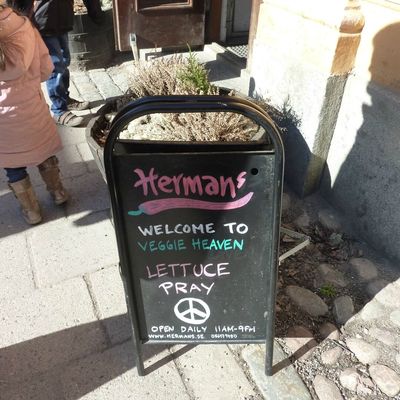 Hermans
WELCOME TO
VEGGIE HEAVEN
LETTUCE
PRAY
OPEN DAILY 11AM-9PM
WWW.HERMANS.SE